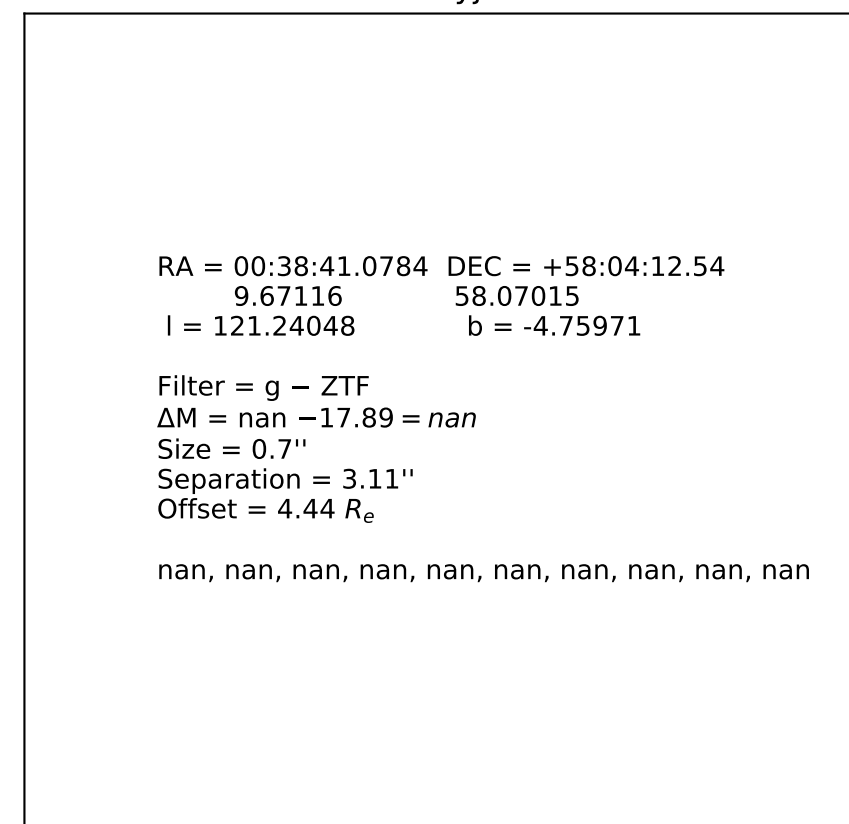 RA = 00:38:41.0784 DEC = +58:04:12.54
9.67116 58.07015
l = 121.24048 b = -4.75971
Filter = g − ZTF
ΔM = nan −17.89 = nan
Size = 0.7''
Separation = 3.11''
Offset = 4.44 Re
nan, nan, nan, nan, nan, nan, nan, nan, nan, nan